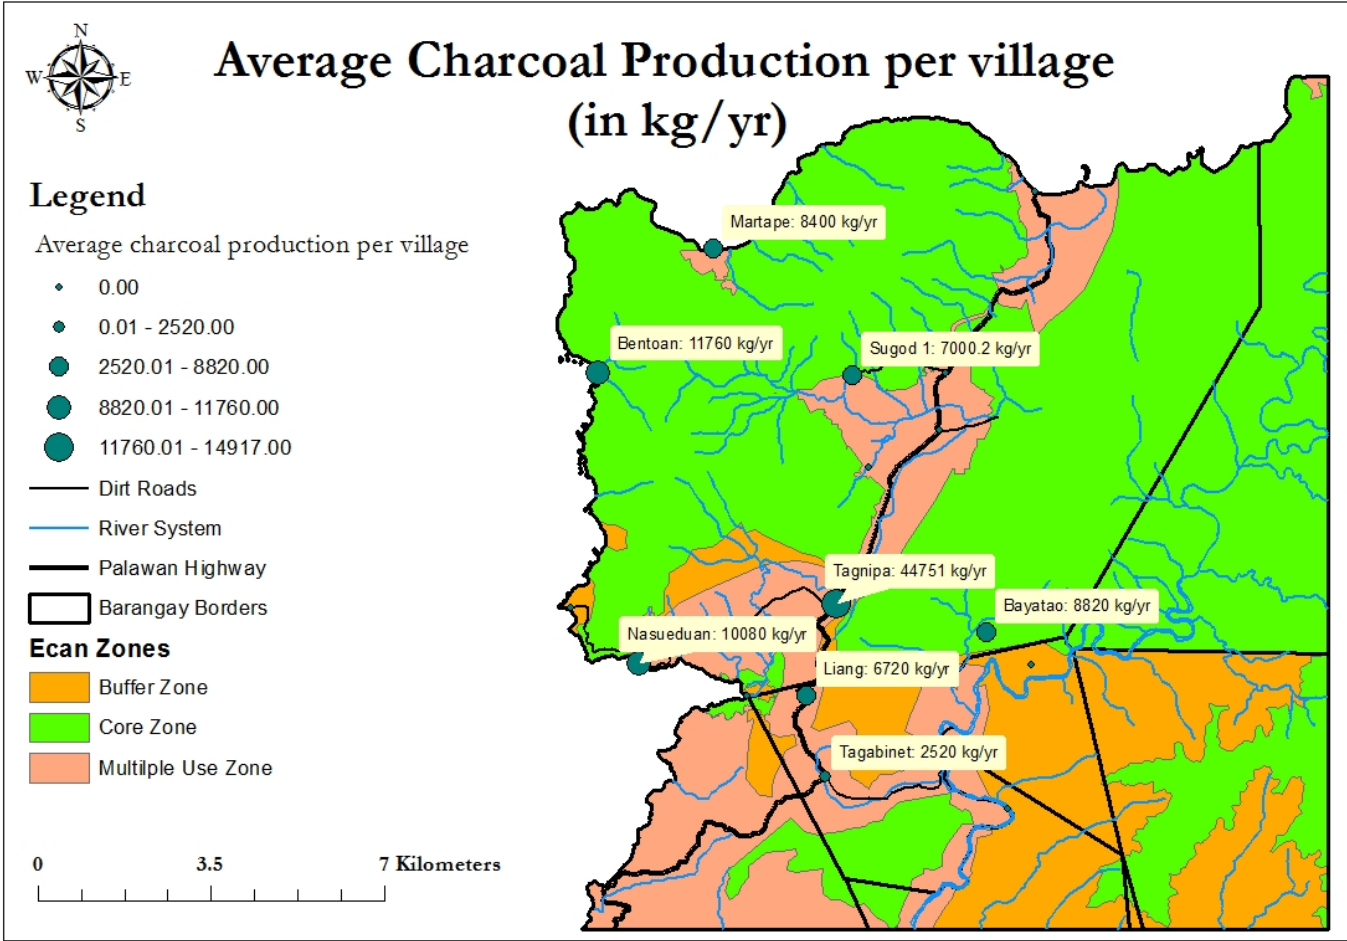 N
W E
S
Average Charcoal Production per village
(in kg/yr)
Legend
Average charcoal production per village
0.00
0.01 - 2520.00
2520.01 - 8820.00
8820.01 - 11760.00
11760.01 - 14917.00
Dirt Roads
River System
Palawan Highway
Barangay Borders
Ecan Zones
Buffer Zone
Core Zone
Multilple Use Zone
0 3.5 7 Kilometers
Martape: 8400 kg/yr
Bentoan: 11760 kg/yr
Sugod 1: 7000.2 kg/yr
Tagnipa: 44751 kg/yr
Bayatao: 8820 kg/yr
Nasueduan: 10080 kg/yr
Liang: 6720 kg/yr
Tagabinet: 2520 kg/yr